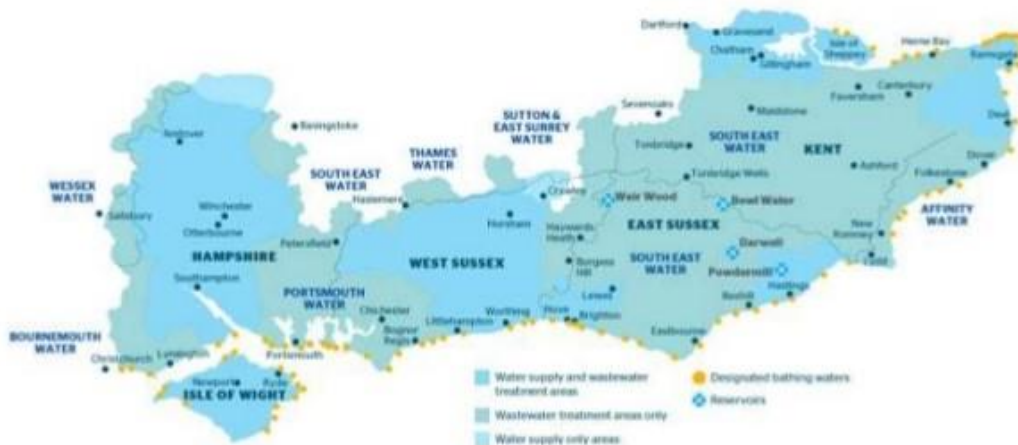 Dartford
Gravesend
Chatham
Gillingham
Isle of
Sheppey
Herne Bay
Ramsgate
Canterbury
Faversham
Sevenoaks
Maidstone
Deal
SUTTON &
EAST SURREY
WATER
Andover
Basingstoke
Tonbridge
SOUTH EAST
WATER
KENT
THAMES
WATER
Ashford
Dover
SOUTH EAST
WATER
Tunbridge Wells
Folkestone
WESSEX
WATER
Haslemere
Crawley
Weir Wood
Bewl Water
AFFINITY
WATER
Salisbury
Winchester
Otterbourne
Horsham
Haywards
Heath
EAST SUSSEX
New
Romney
Petersfield
HAMPSHIRE
WEST SUSSEX
Burgess
Hill
SOUTH EAST
WATER
Darwell
Powdermill
Lydd
Southampton
PORTSMOUTH
WATER
Lewes
Hastings
Chichester
Bexhill
Bognor
Regis
Littlehampton
Worthing
Hove
Brighton
Eastbourne
BOURNEMOUTH
WATER
Christchurch
Lymington
Portsmouth
Newport
Ryde
ISLE OF WIGHT
Water supply and wastewater
treatment areas
Wastewater treatment areas only
Water supply only areas
Designated bathing waters
Reservoirs